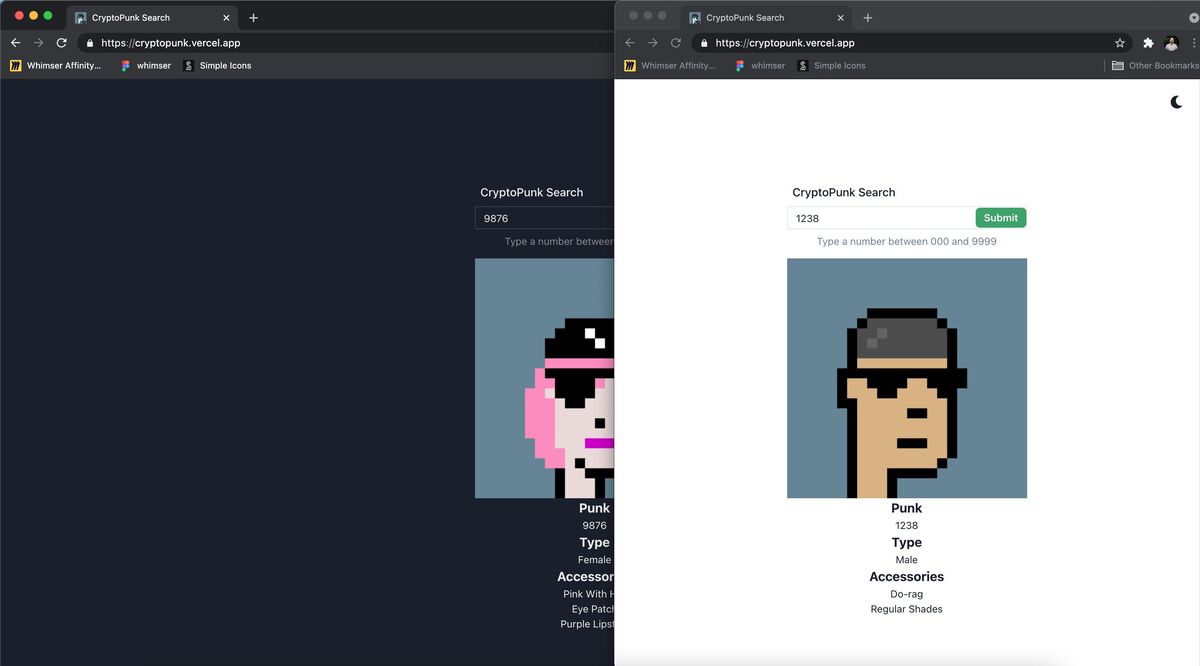 CryptoPunk Search
https://cryptopunk.vercel.app
Whimser Affinity... whimser Simple Icons
CryptoPunk Search
9876
Type a number between
Punk
9876
Type
Female
Pink With
Eye
Purple
CryptoPunk Search
https://cryptopunk.vercel.app
Whimser Affinity... whimser Simple Icons Other Bookmarks
CryptoPunk Search
1238 Submit
Type a number between 000 and 9999
Punk
1238
Type
Male
Accessories
Do-rag
Regular Shades